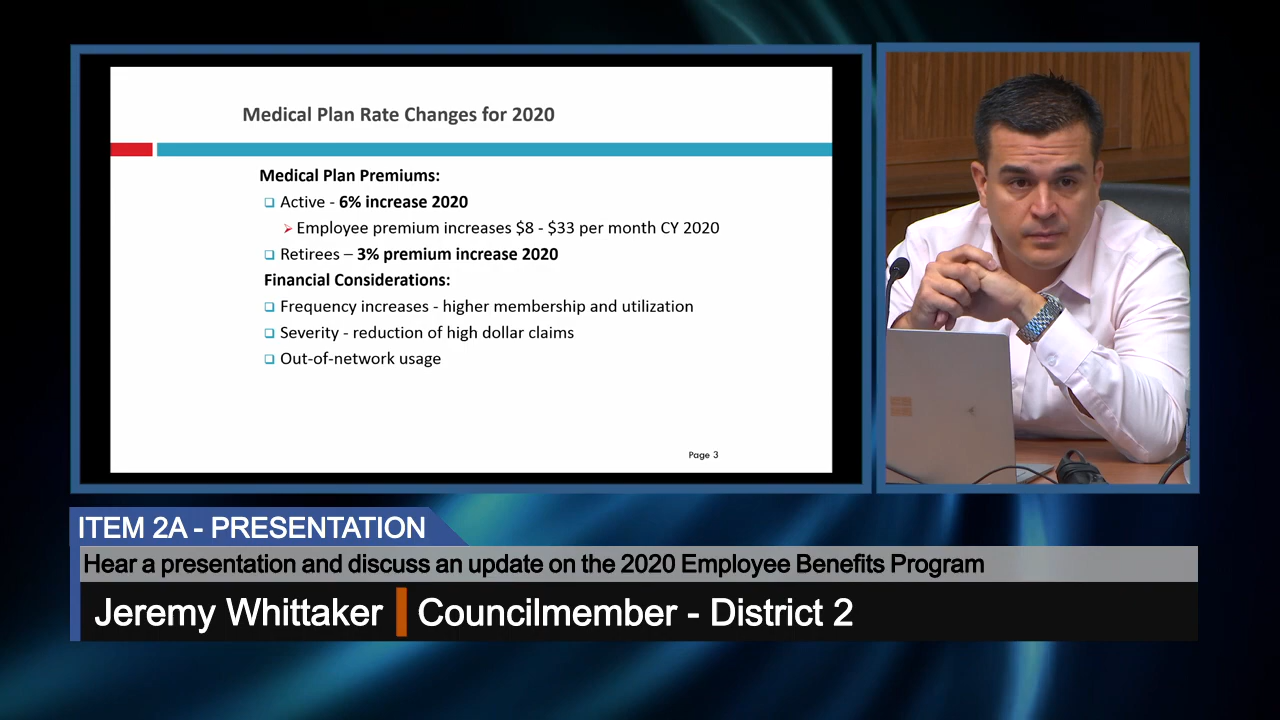 Medical Plan Rate Changes for 2020
Medical Plan Premiums:
Active - 6% increase 2020
Employee premium increases $8 - $33 per month CY 2020
Retirees – 3% premium increase 2020
Financial Considerations:
Frequency increases - higher membership and utilization
Severity - reduction of high dollar claims
Out-of-network usage
Page 3
ITEM 2A - PRESENTATION
Hear a presentation and discuss an update on the 2020 Employee Benefits Program
Jeremy Whittaker Councilmember - District 2